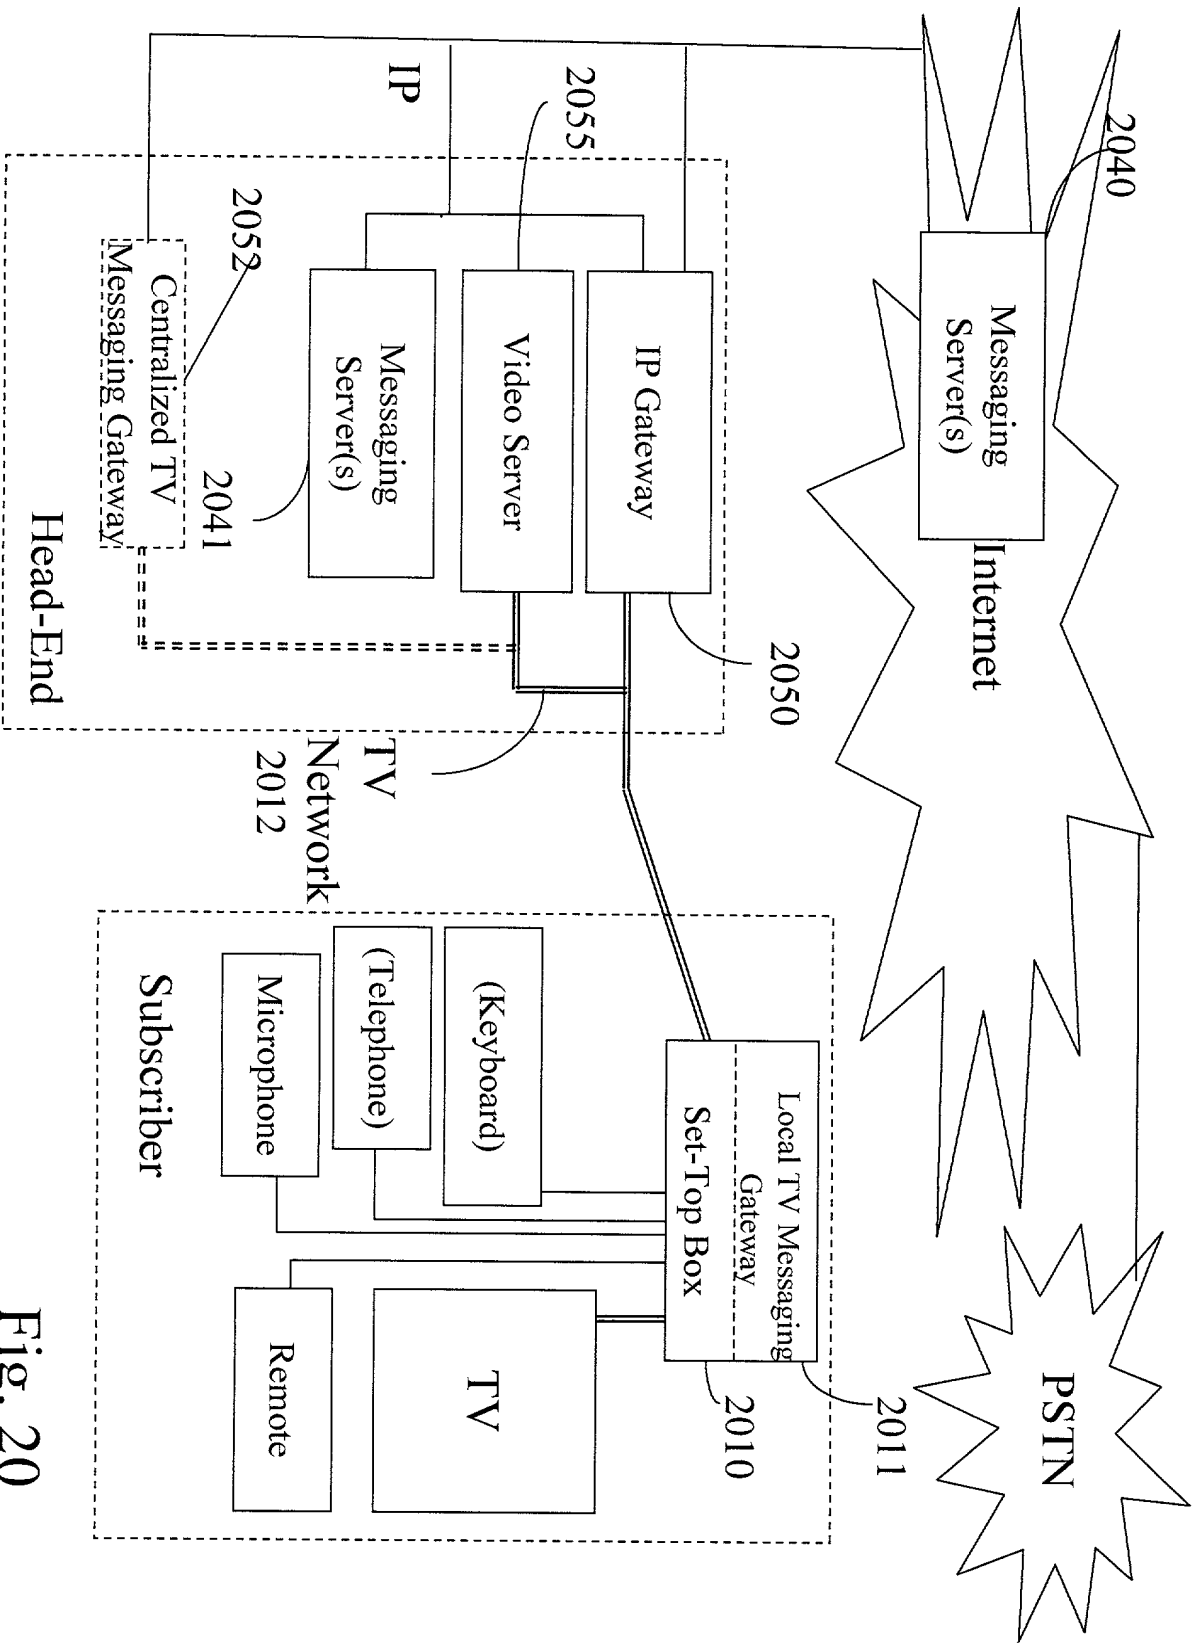 2040
Messaging
Server(s)
Internet
PSTN
IP
2055
2050
IP Gateway
Video Server
Messaging
Server(s)
2041
2052
Centralized TV
Messaging Gateway
Head-End
TV
Network
2012
2011
Local TV Messaging
Gateway
Set-Top Box
2010
(Keyboard)
(Telephone)
Microphone
TV
Remote
Subscriber
Fig. 20